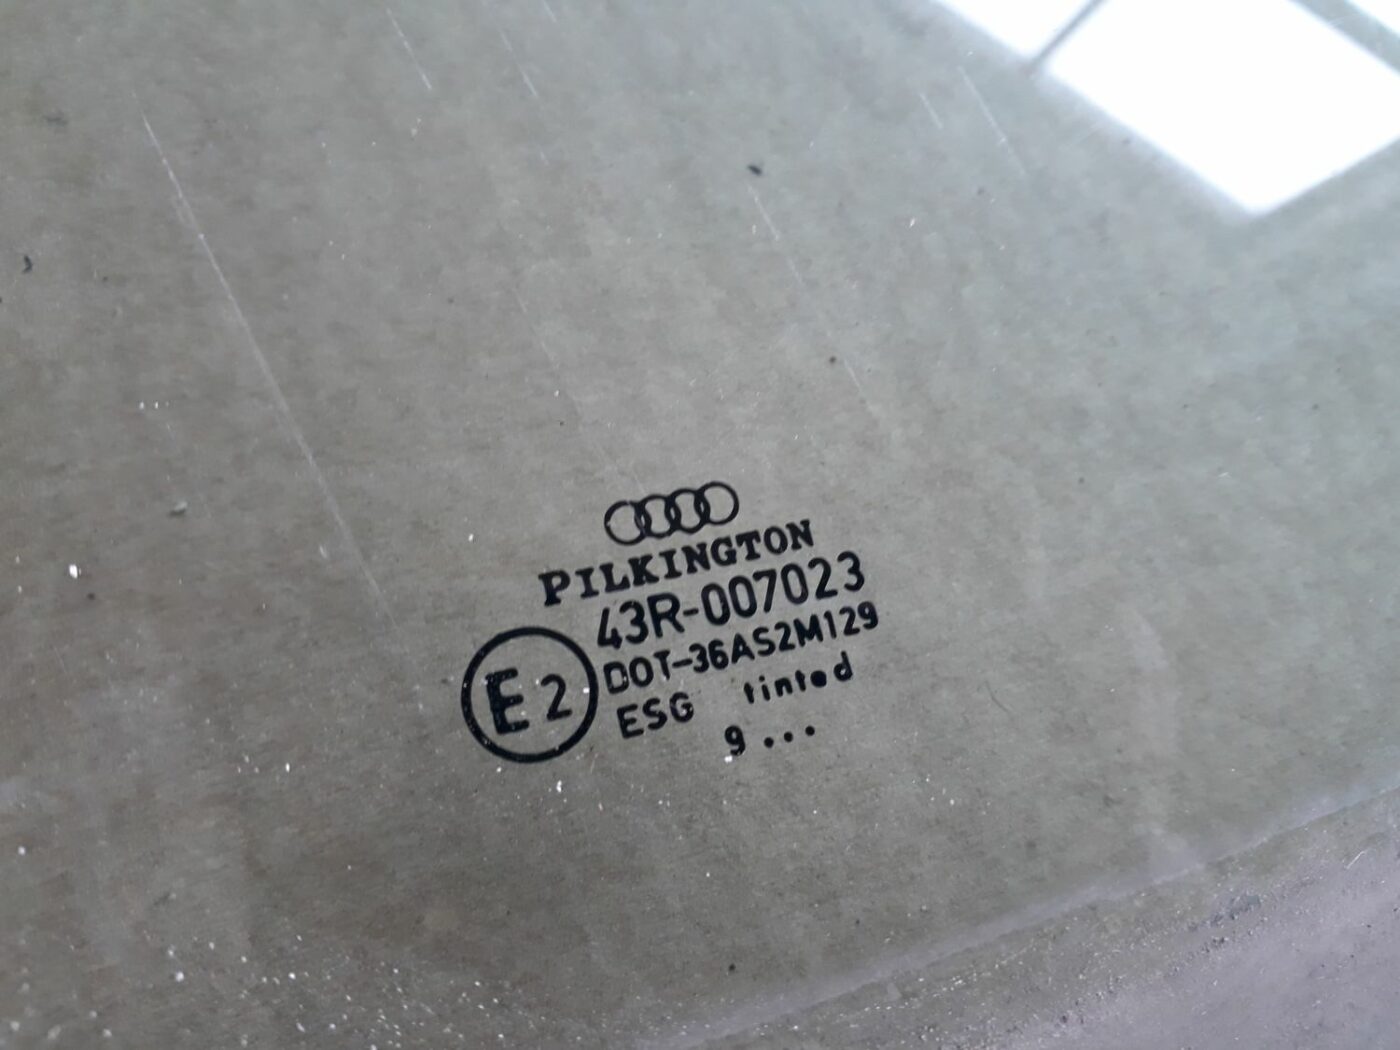 PILKINGTON
43R-007023
E2
DOT-36AS2M129
ESG tinted
9...